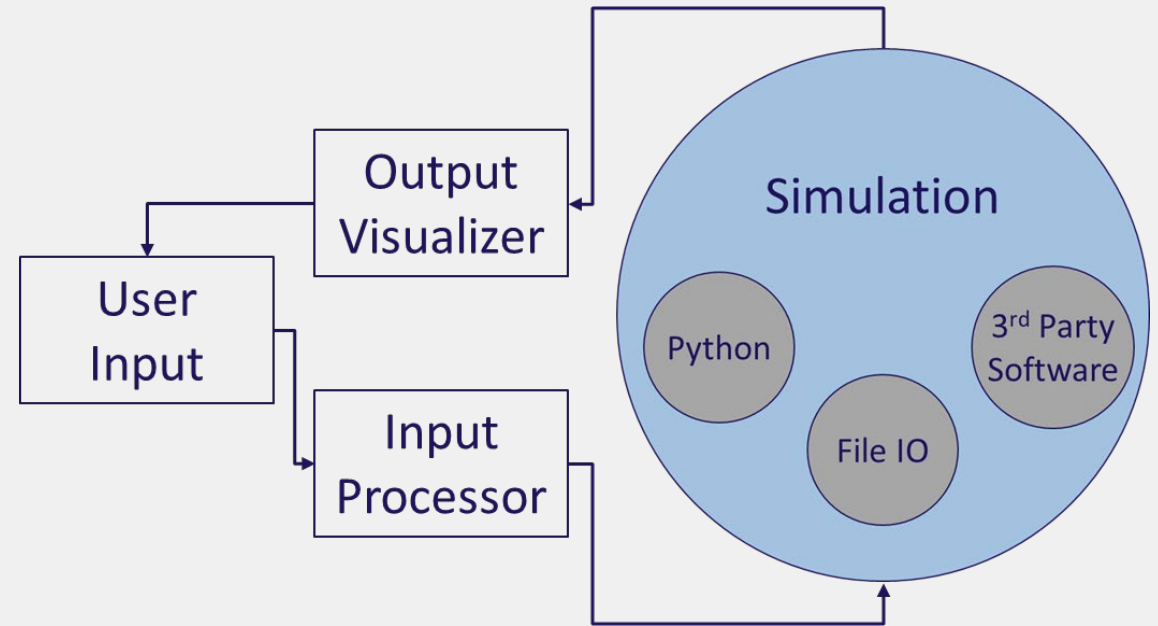 Output
Visualizer
User
Input
Input
Processor
Simulation
Python
File IO
3rd Party
Software